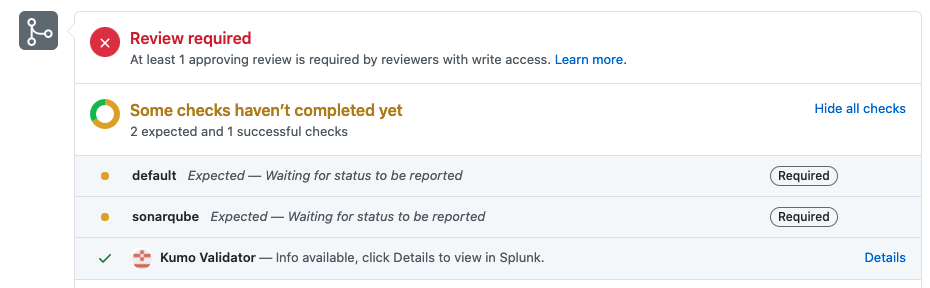 Review required
At least 1 approving review is required by reviewers with write access. Learn more.
Some checks haven’t completed yet
Hide all checks
2 expected and 1 successful checks
default Expected — Waiting for status to be reported Required
sonarqube Expected — Waiting for status to be reported Required
Kumo Validator — Info available, click Details to view in Splunk. Details